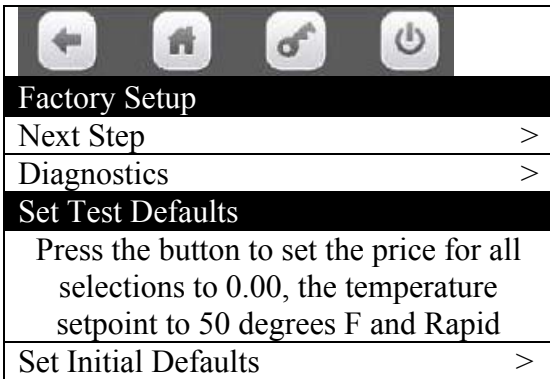 Factory Setup
Next Step >
Diagnostics >
Set Test Defaults
Press the button to set the price for all
selections to 0.00, the temperature
setpoint to 50 degrees F and Rapid
Set Initial Defaults >